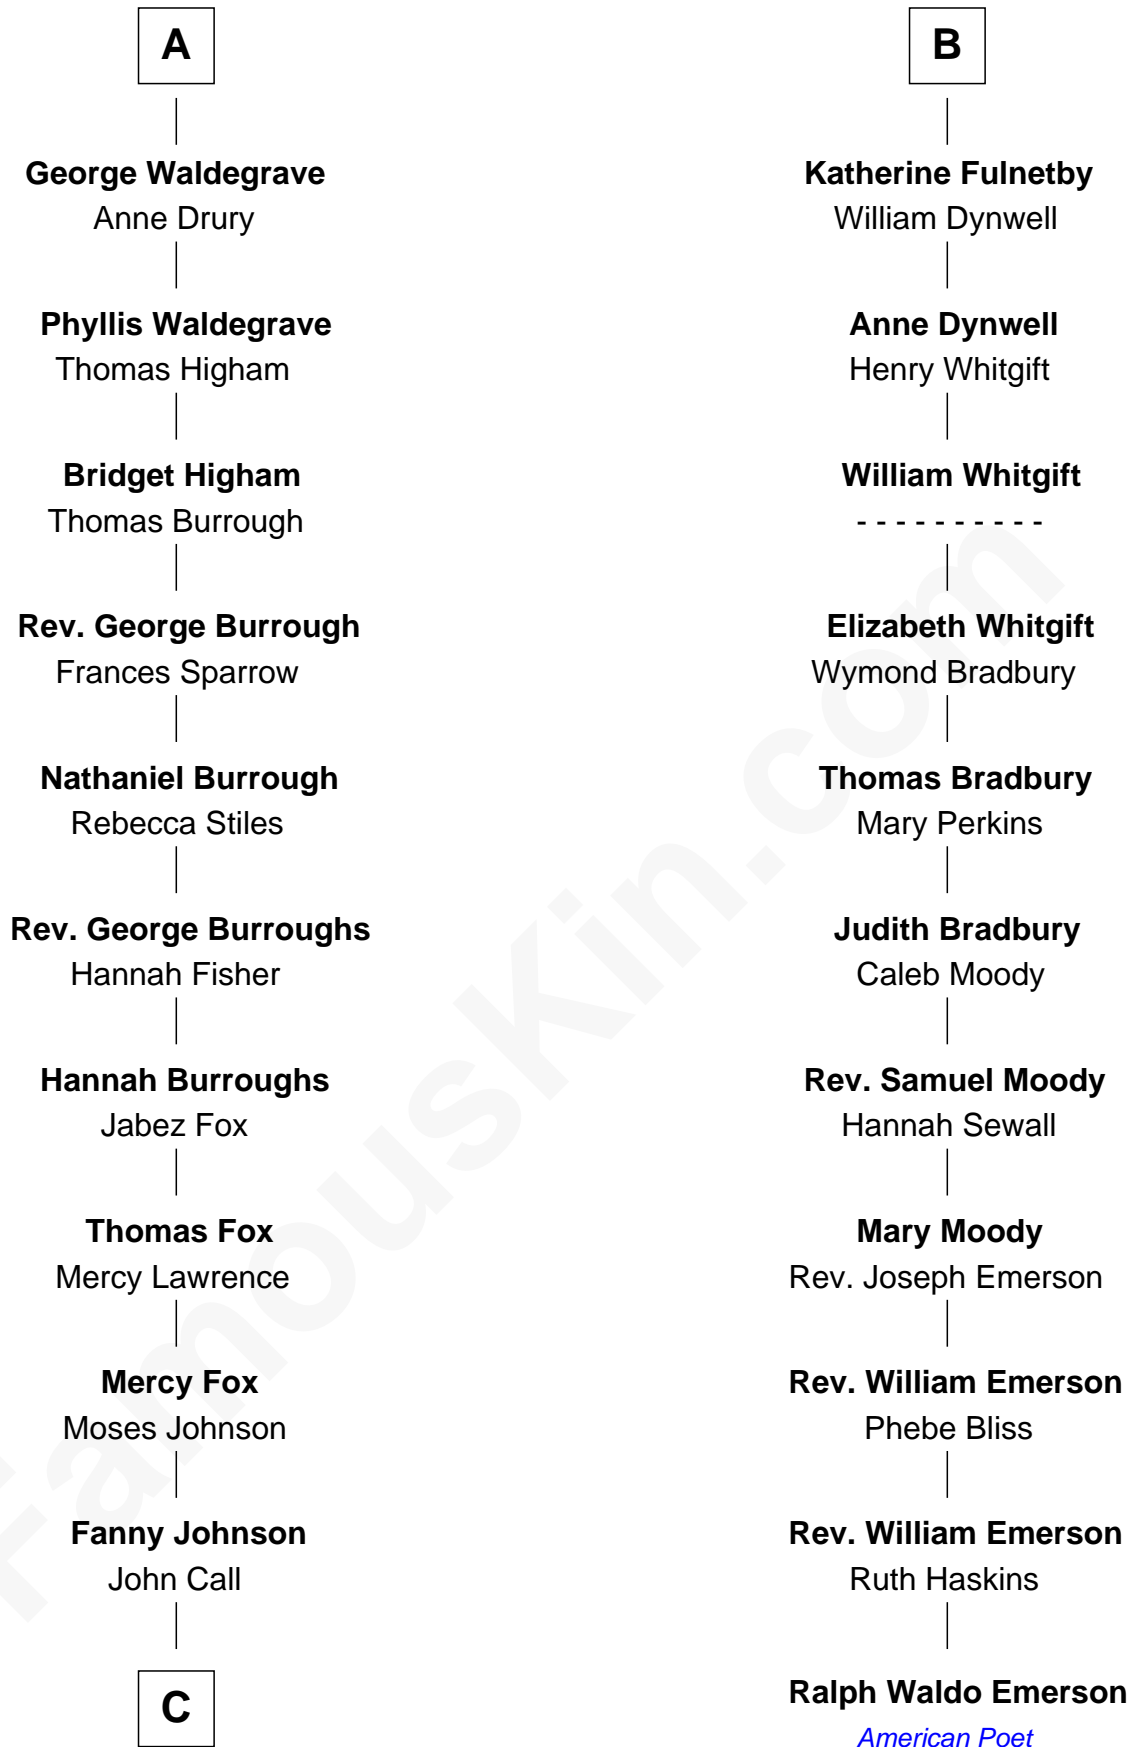 A
George Waldegrave
Anne Drury
Phyllis Waldegrave
Thomas Higham
Bridget Higham
Thomas Burrough
Rev. George Burrough
Frances Sparrow
Nathaniel Burrough
Rebecca Stiles
Rev. George Burroughs
Hannah Fisher
Hannah Burroughs
Jabez Fox
Thomas Fox
Mercy Lawrence
Mercy Fox
Moses Johnson
Fanny Johnson
John Call
C
B
Katherine Fulnetby
William Dynwell
Anne Dynwell
Henry Whitgift
William Whitgift
- - - - - - - - - -
Elizabeth Whitgift
Wymond Bradbury
Thomas Bradbury
Mary Perkins
Judith Bradbury
Caleb Moody
Rev. Samuel Moody
Hannah Sewall
Mary Moody
Rev. Joseph Emerson
Rev. William Emerson
Phebe Bliss
Rev. William Emerson
Ruth Haskins
Ralph Waldo Emerson
American Poet
FamousKin.com